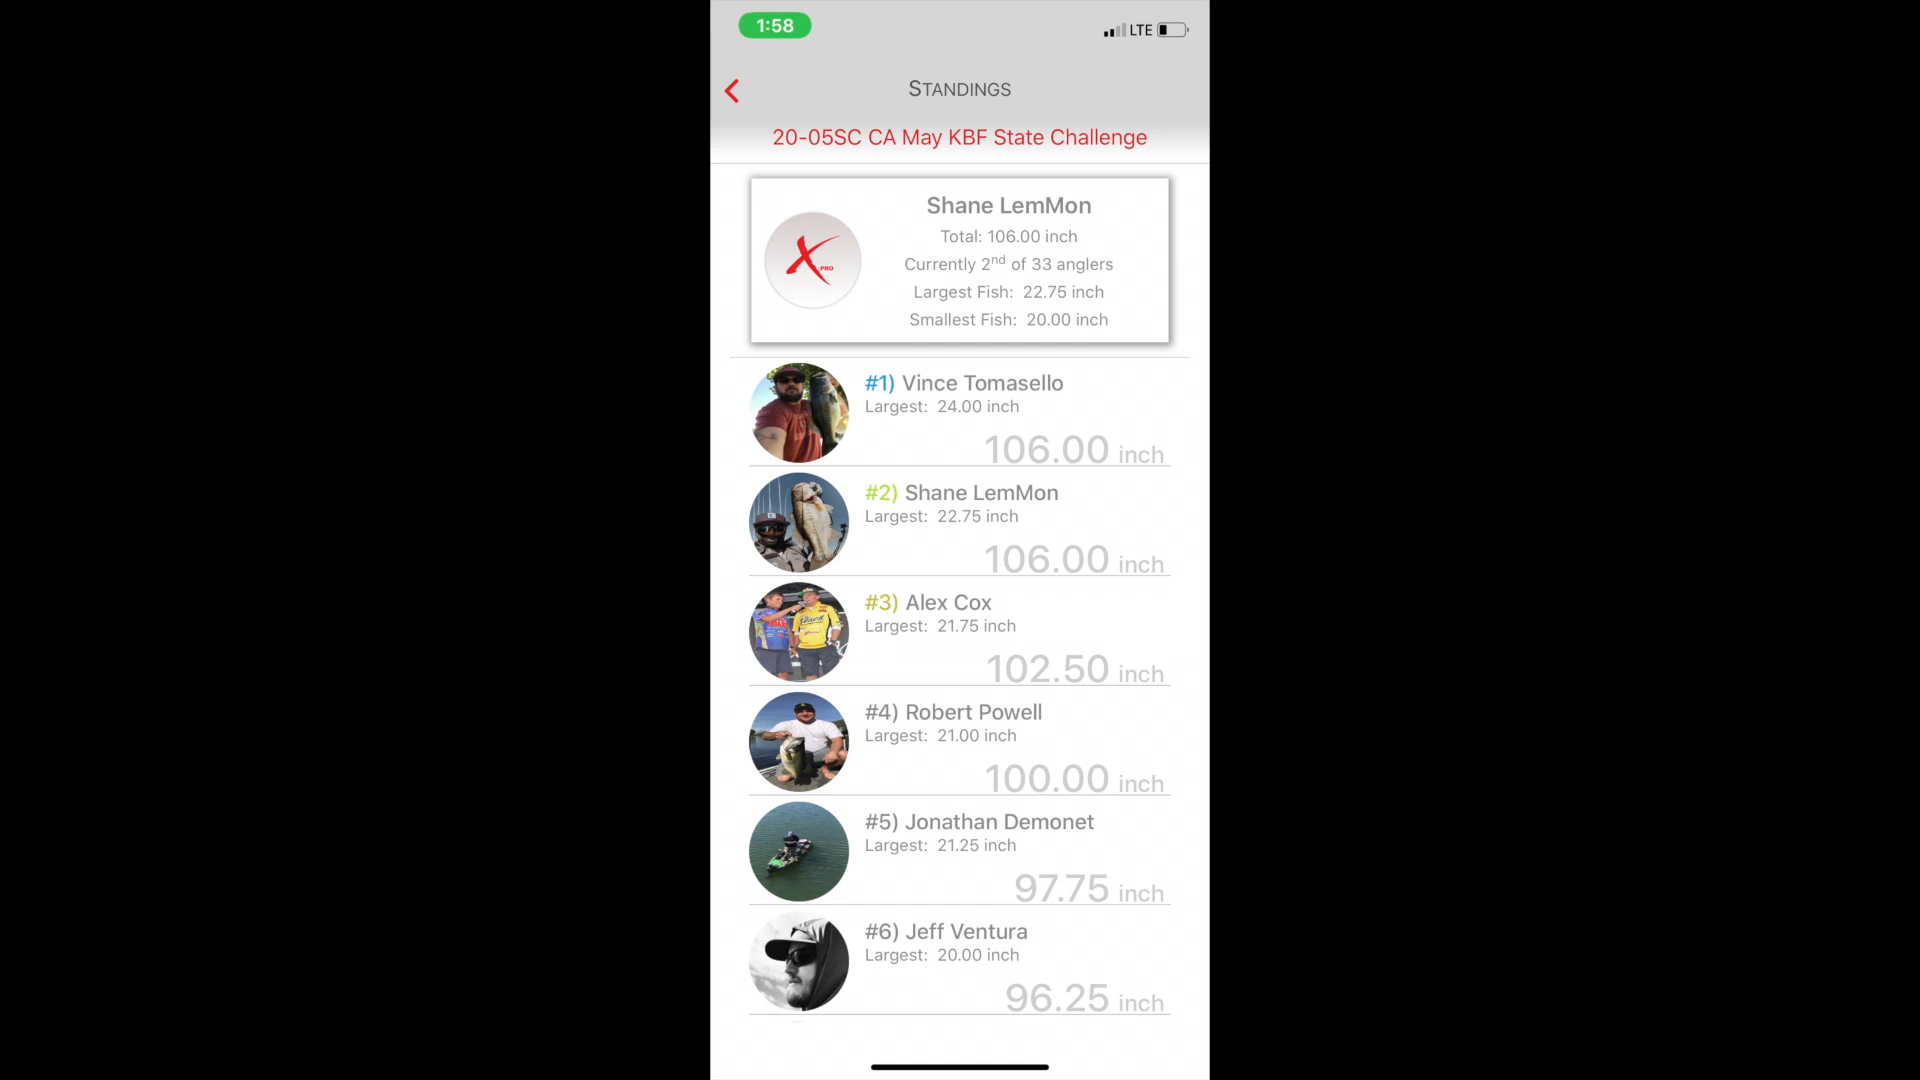 1:58
LTE
STANDINGS
20-05SC CA May KBF State Challenge
Shane LemMon
Total: 106.00 inch
Currently 2nd of 33 anglers
Largest Fish: 22.75 inch
Smallest Fish: 20.00 inch
X PRO
#1) Vince Tomasello
Largest: 24.00 inch
106.00 inch
#2) Shane LemMon
Largest: 22.75 inch
106.00 inch
#3) Alex Cox
Largest: 21.75 inch
102.50 inch
#4) Robert Powell
Largest: 21.00 inch
100.00 inch
#5) Jonathan Demonet
Largest: 21.25 inch
97.75 inch
#6) Jeff Ventura
Largest: 20.00 inch
96.25 inch